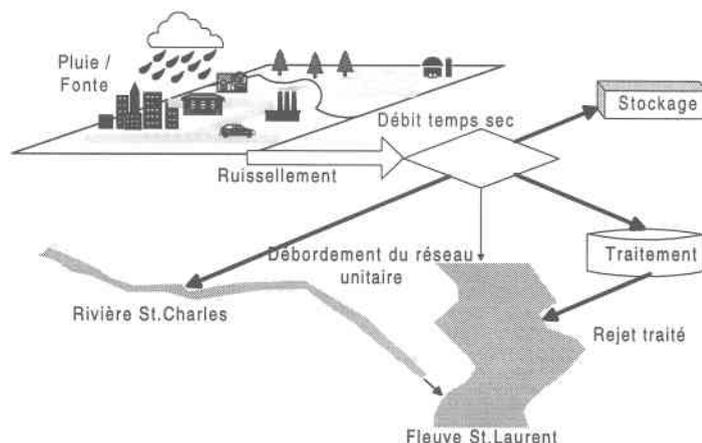 Pluie /
Fonte
Débit temps sec
Stockage
Ruissellement
Débordement du réseau
unitaire
Traitement
Rivière St.Charles
Rejet traité
Fleuve St.Laurent